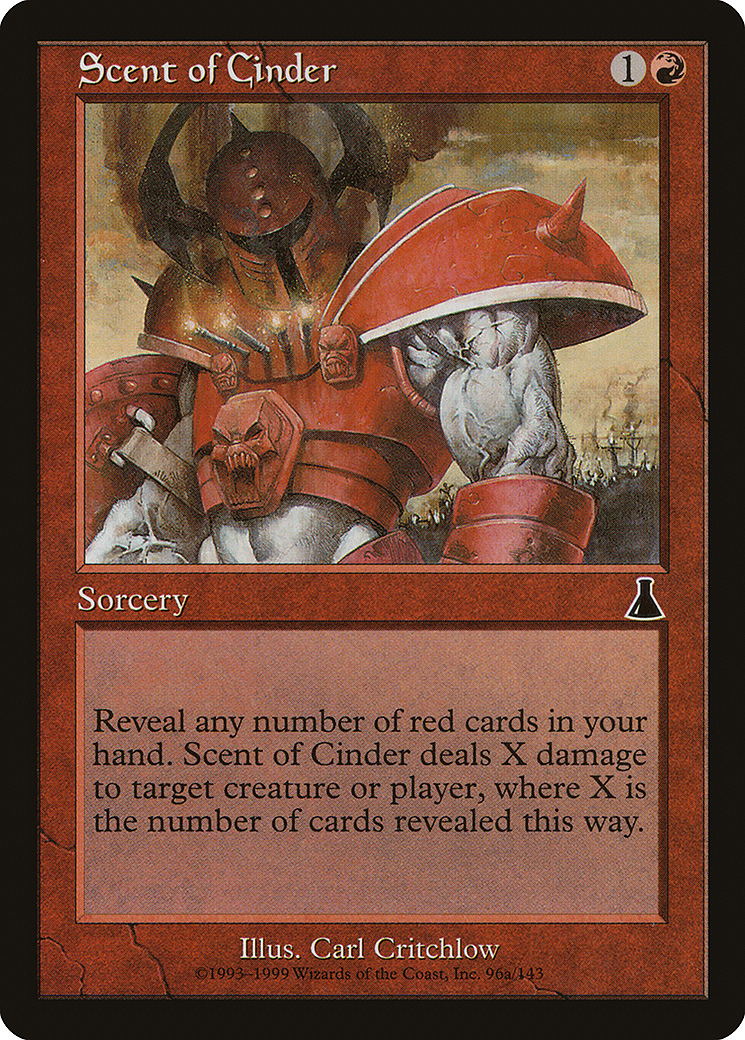 Scent of Cinder 1
Sorcery
Reveal any number of red cards in your
hand. Scent of Cinder deals X damage
to target creature or player, where X is
the number of cards revealed this way.
Illus. Carl Critchlow
©1993–1999 Wizards of the Coast, Inc. 96a/143